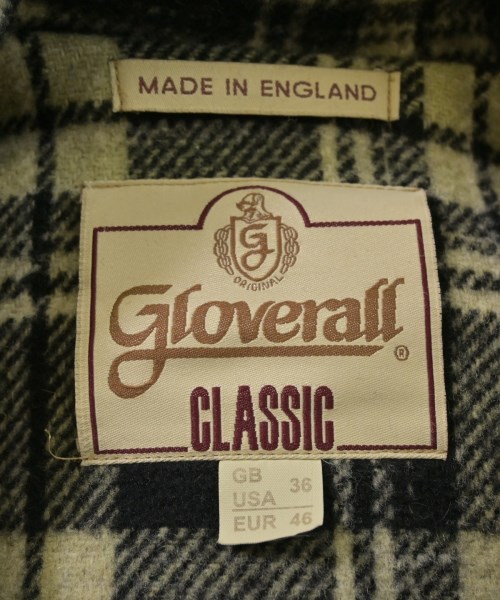 MADE IN ENGLAND
G
ORIGINAL
Gloverall ®
CLASSIC
GB
USA 36
EUR 46